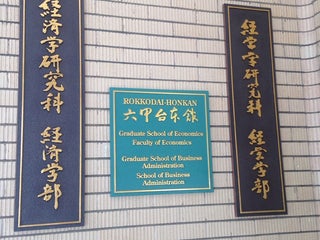 経済学研究科 経済学部
ROKKODAI-HONKAN
六甲台本館
Graduate School of Economics
Faculty of Economics
Graduate School of Business
Administration
School of Business
Administration
経営学研究科 経営学部